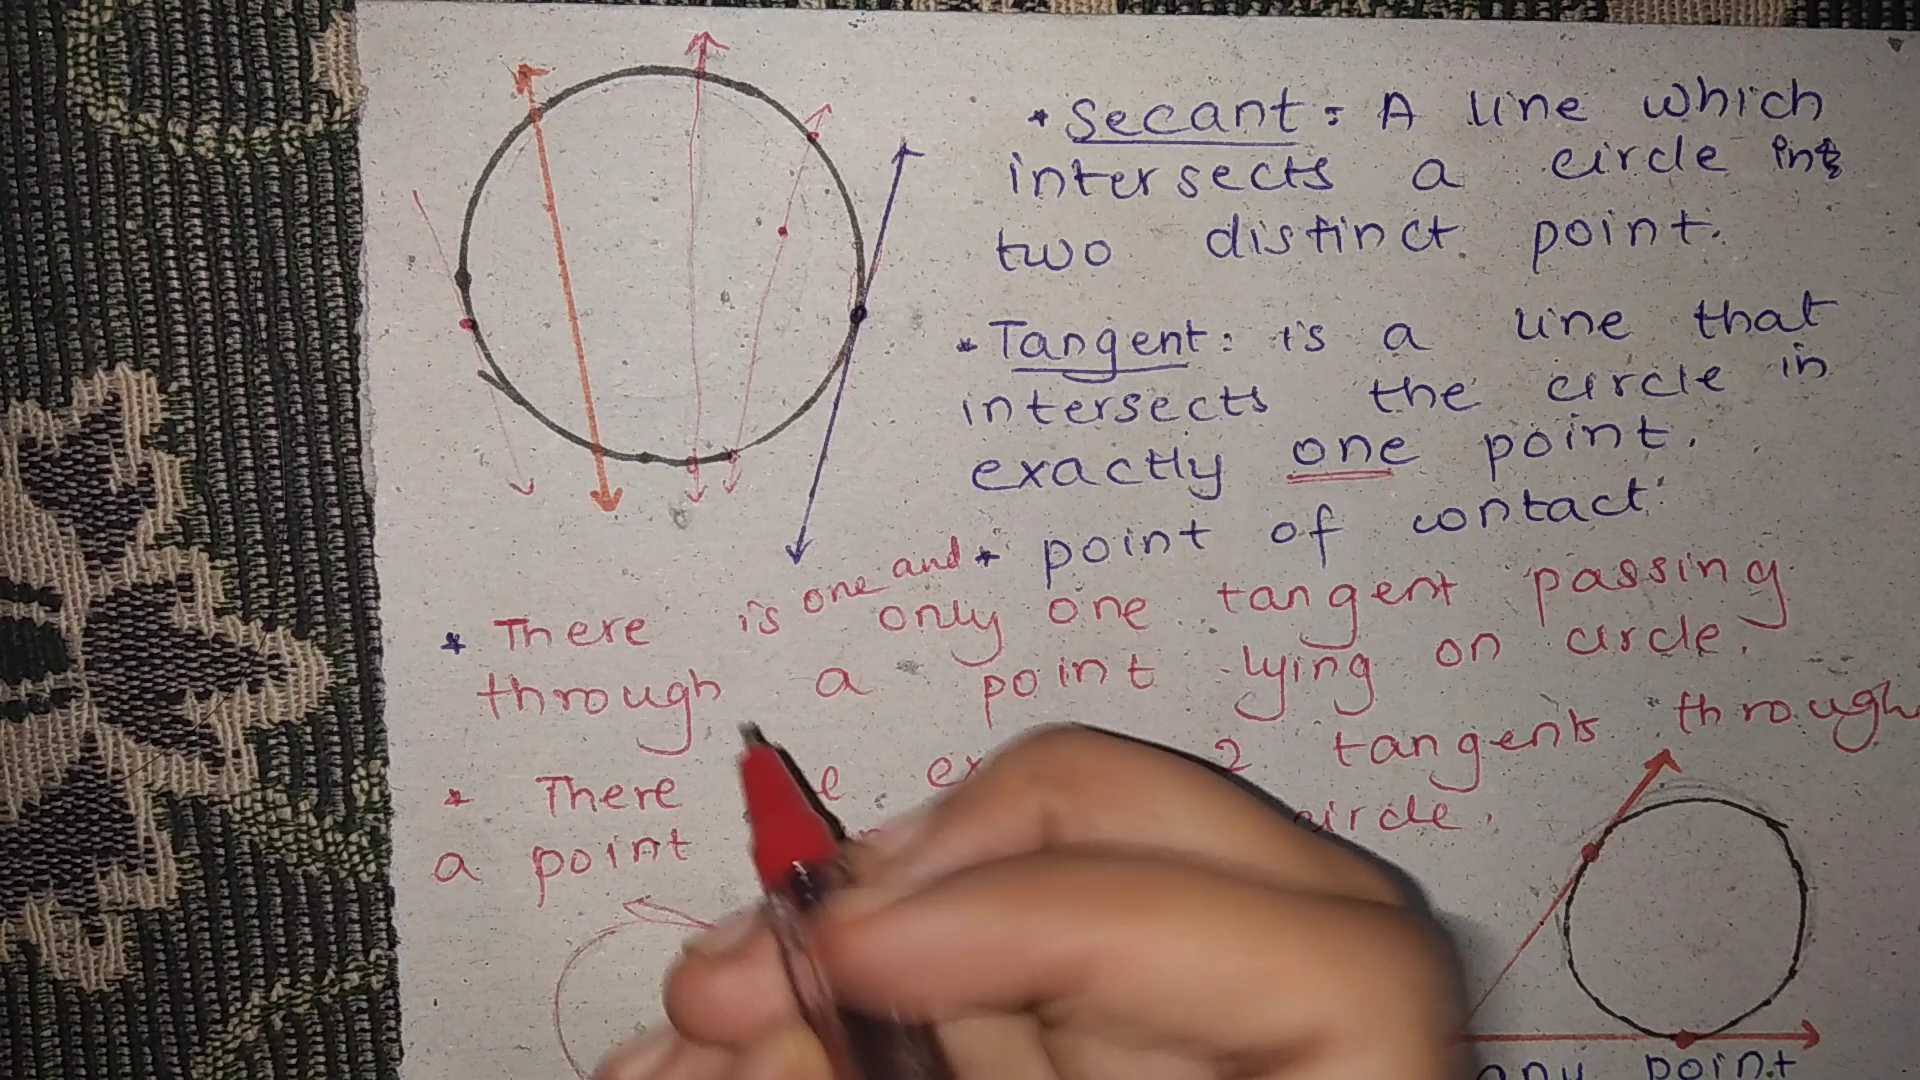 * Secant : A line which
intersects a circle in
two distinct point.
* Tangent : is a line that
intersects the circle in
exactly one point.
* point of contact
* There is one and only one tangent passing
through a point lying on circle.
* There 2 tangents through
a point circle.
any point